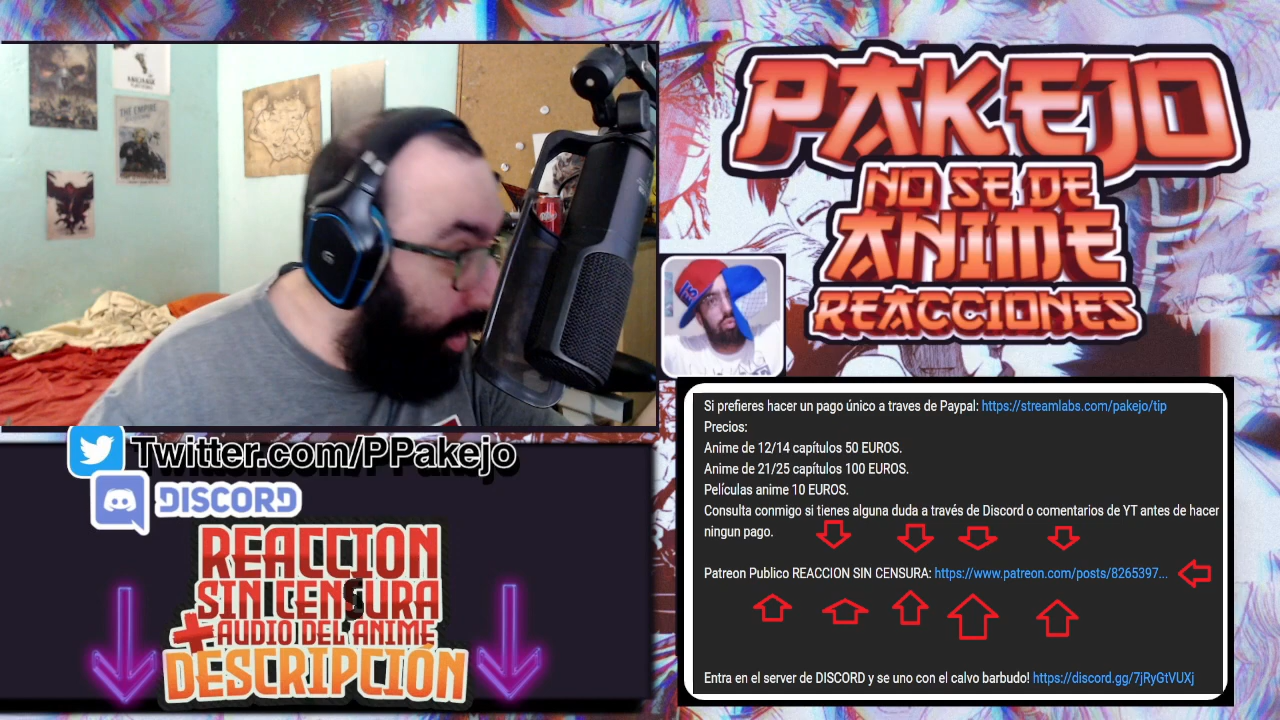 THE EMPIRE
PAKEJO
NO SE DE
ANIME
REACCIONES
Si prefieres hacer un pago único a traves de Paypal: https://streamlabs.com/pakejo/tip
Precios:
Anime de 12/14 capítulos 50 EUROS.
Anime de 21/25 capítulos 100 EUROS.
Películas anime 10 EUROS.
Consulta conmigo si tienes alguna duda a través de Discord o comentarios de YT antes de hacer
ningun pago.
Patreon Publico REACCION SIN CENSURA: https://www.patreon.com/posts/8265397...
Entra en el server de DISCORD y se uno con el calvo barbudo! https://discord.gg/7jRyGtVUXj
Twitter.com/PPakejo
DISCORD
REACCION
SIN CENSURA
+AUDIO DEL ANIME
DESCRIPCIÓN